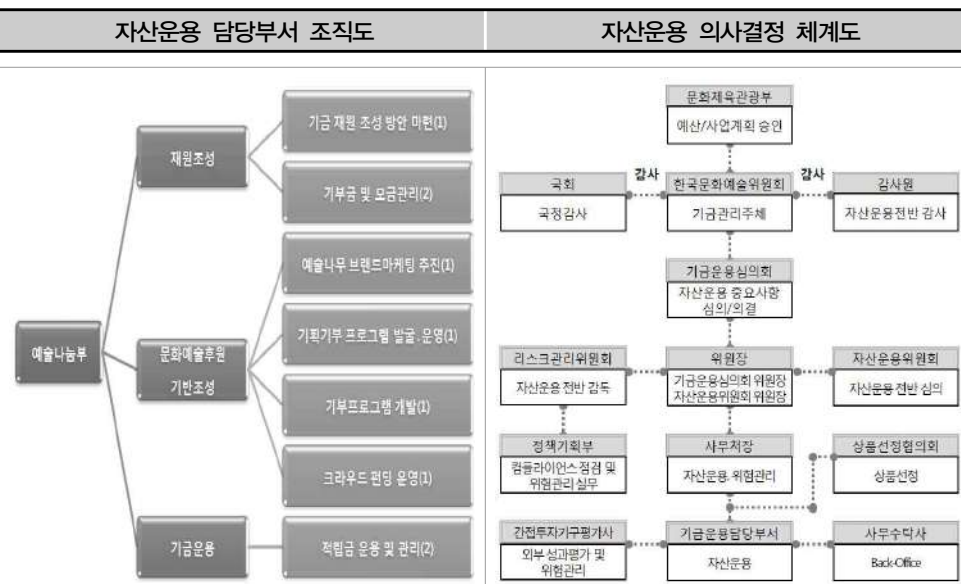 자산운용 담당부서 조직도
자산운용 의사결정 체계도
예술나눔부
재원조성
기금 재원 조성 방안 마련(1)
기부금 및 모금관리(2)
문화예술후원
기반조성
예술나무 브랜드마케팅 추진(1)
기획기부 프로그램 발굴·운영(1)
기부프로그램 개발(1)
크라우드 펀딩 운영(1)
기금운용
적립금 운용 및 관리(2)
문화체육관광부
예산/사업계획 승인
국회
국정감사
감사
한국문화예술위원회
기금관리주체
감사
감사원
자산운용전반 감사
기금운용심의회
자산운용 중요사항
심의/의결
리스크관리위원회
자산운용 전반 감독
위원장
기금운용심의회 위원장
자산운용위원회 위원장
자산운용위원회
자산운용 전반 심의
정책기획부
컴플라이언스 점검 및
위험관리 실무
사무처장
자산운용·위험관리
상품선정협의회
상품선정
간접투자기구평가사
외부 성과평가 및
위험관리
기금운용담당부서
자산운용
사무수탁사
Back-Office